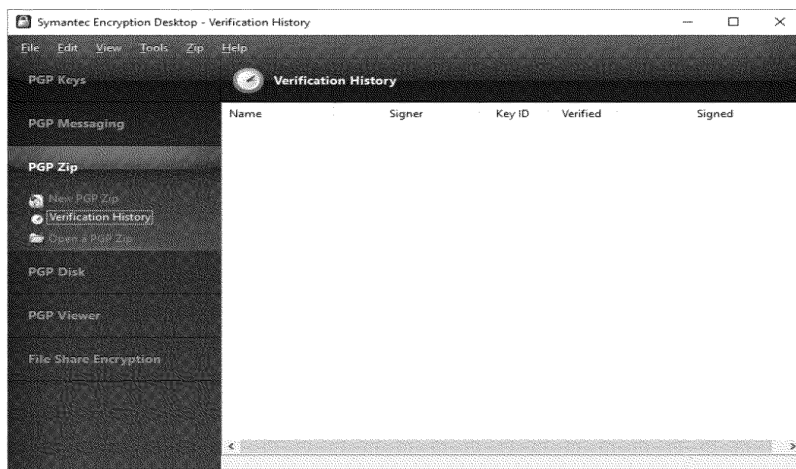 Symantec Encryption Desktop - Verification History
File Edit View Tools Zip Help
PGP Keys
Verification History
Name Signer Key ID Verified Signed
PGP Messaging
PGP Zip
New PGP Zip
Verification History
Open a PGP Zip
PGP Disk
PGP Viewer
File Share Encryption